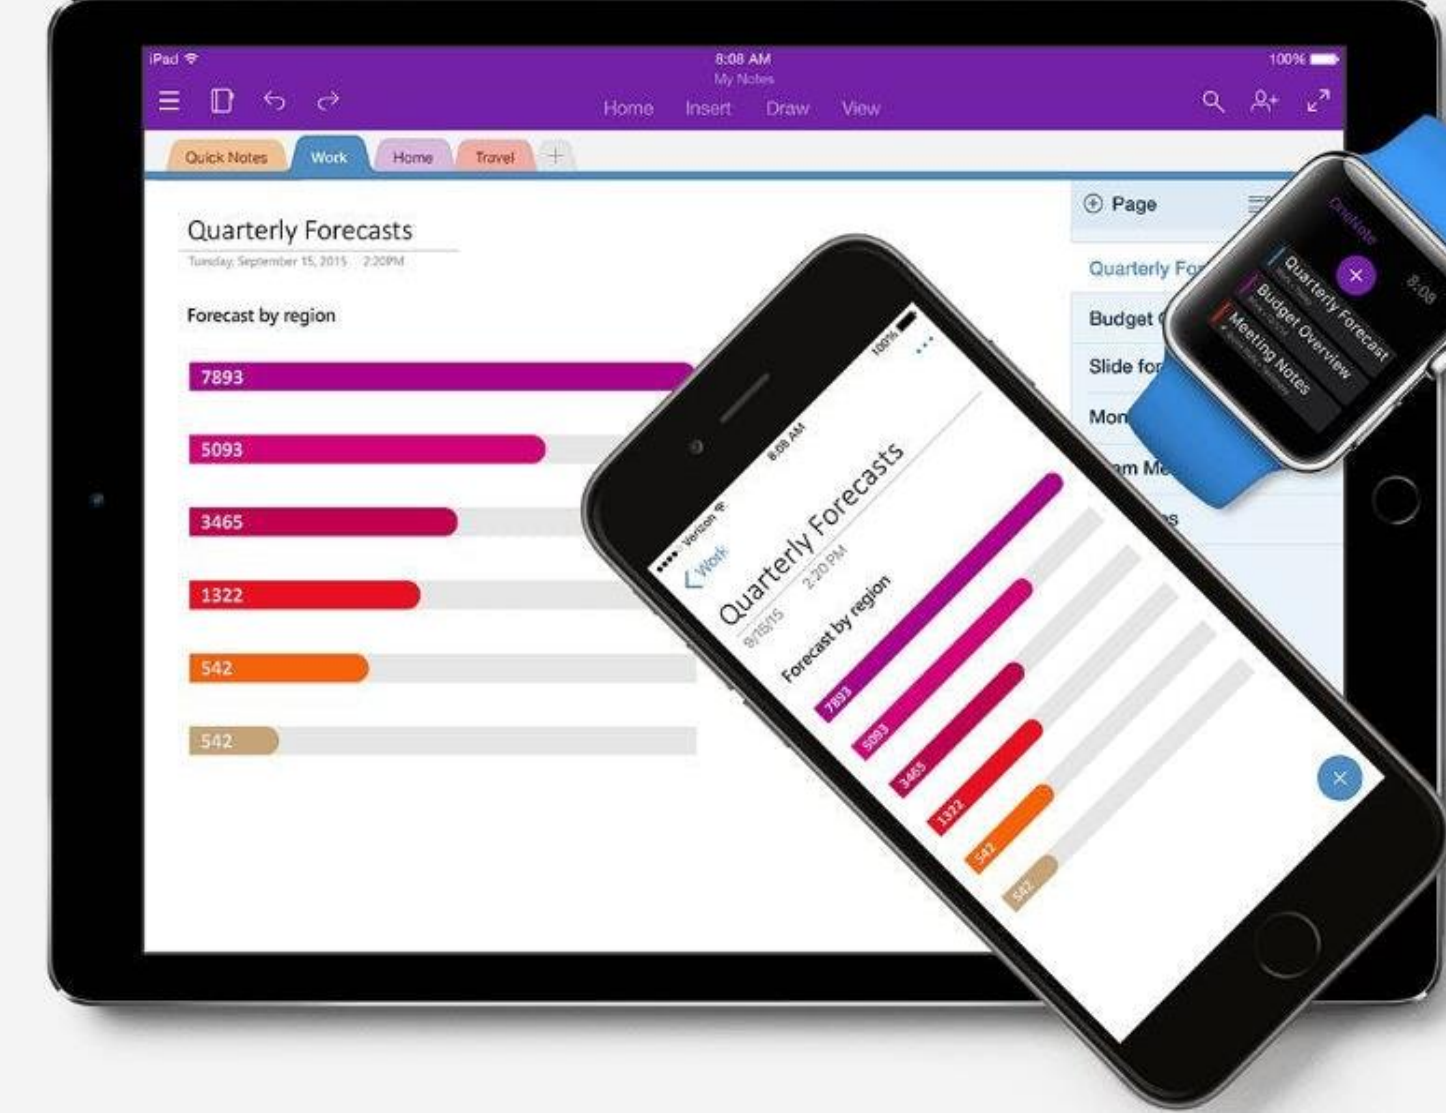 iPad
8:08 AM
100%
My Notes
Home Insert Draw View
Quick Notes Work Home Travel
Quarterly Forecasts
Tuesday, September 15, 2015 2:20PM
Forecast by region
7893
5093
3465
1322
542
542
Page
Quarterly
Budget
Slide for
OneNote
8:08
Quarterly Forecast
Budget Overview
Meeting Notes
Verizon
8:08 AM
100%
Work
Quarterly Forecasts
9/15/15 2:20 PM
Forecast by region
7893
5093
3465
1322
542
542